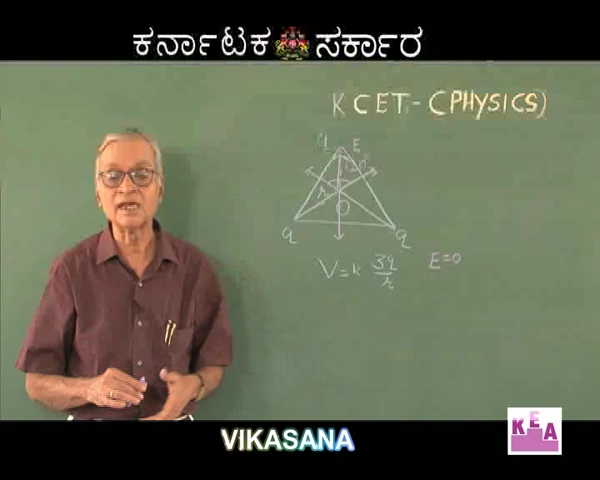 ಕರ್ನಾಟಕ ಸರ್ಕಾರ
KCET-(PHYSICS)
q E
O
q q
V=k 3q/r E=0
VIKASANA
KEA